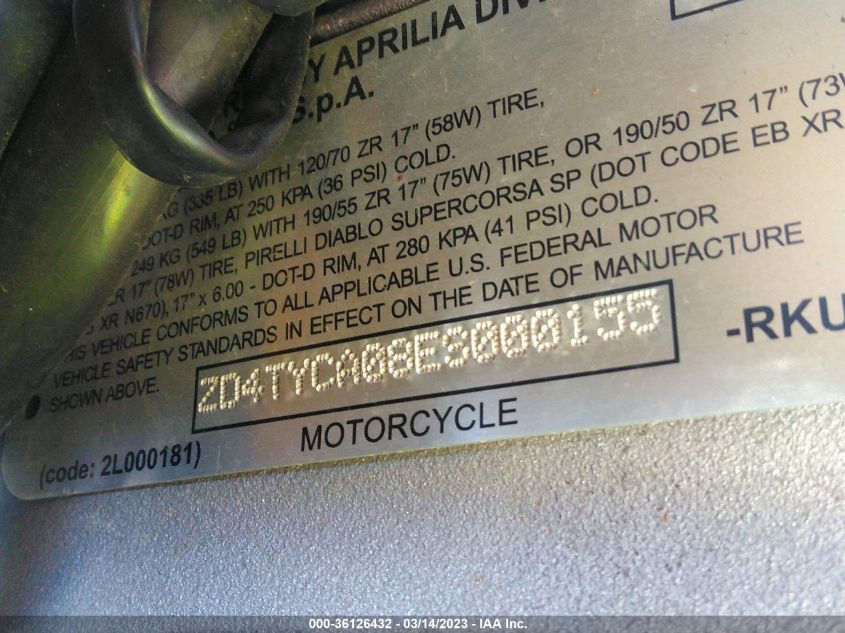 Y APRILIA DIV
S.p.A.
KG (335 LB) WITH 120/70 ZR 17" (58W) TIRE,
DOT-D RIM, AT 250 KPA (36 PSI) COLD.
249 KG (549 LB) WITH 190/55 ZR 17" (75W) TIRE, OR 190/50 ZR 17" (73W
ZR 17" (78W) TIRE, PIRELLI DIABLO SUPERCORSA SP (DOT CODE EB XR
XR N670), 17" x 6.00 - DOT-D RIM, AT 280 KPA (41 PSI) COLD.
THIS VEHICLE CONFORMS TO ALL APPLICABLE U.S. FEDERAL MOTOR
VEHICLE SAFETY STANDARDS IN EFFECT ON THE DATE OF MANUFACTURE
SHOWN ABOVE.
ZD4TYCA08ES000155
-RKU
(code: 2L000181)
MOTORCYCLE
000-36126432 - 03/14/2023 - IAA Inc.